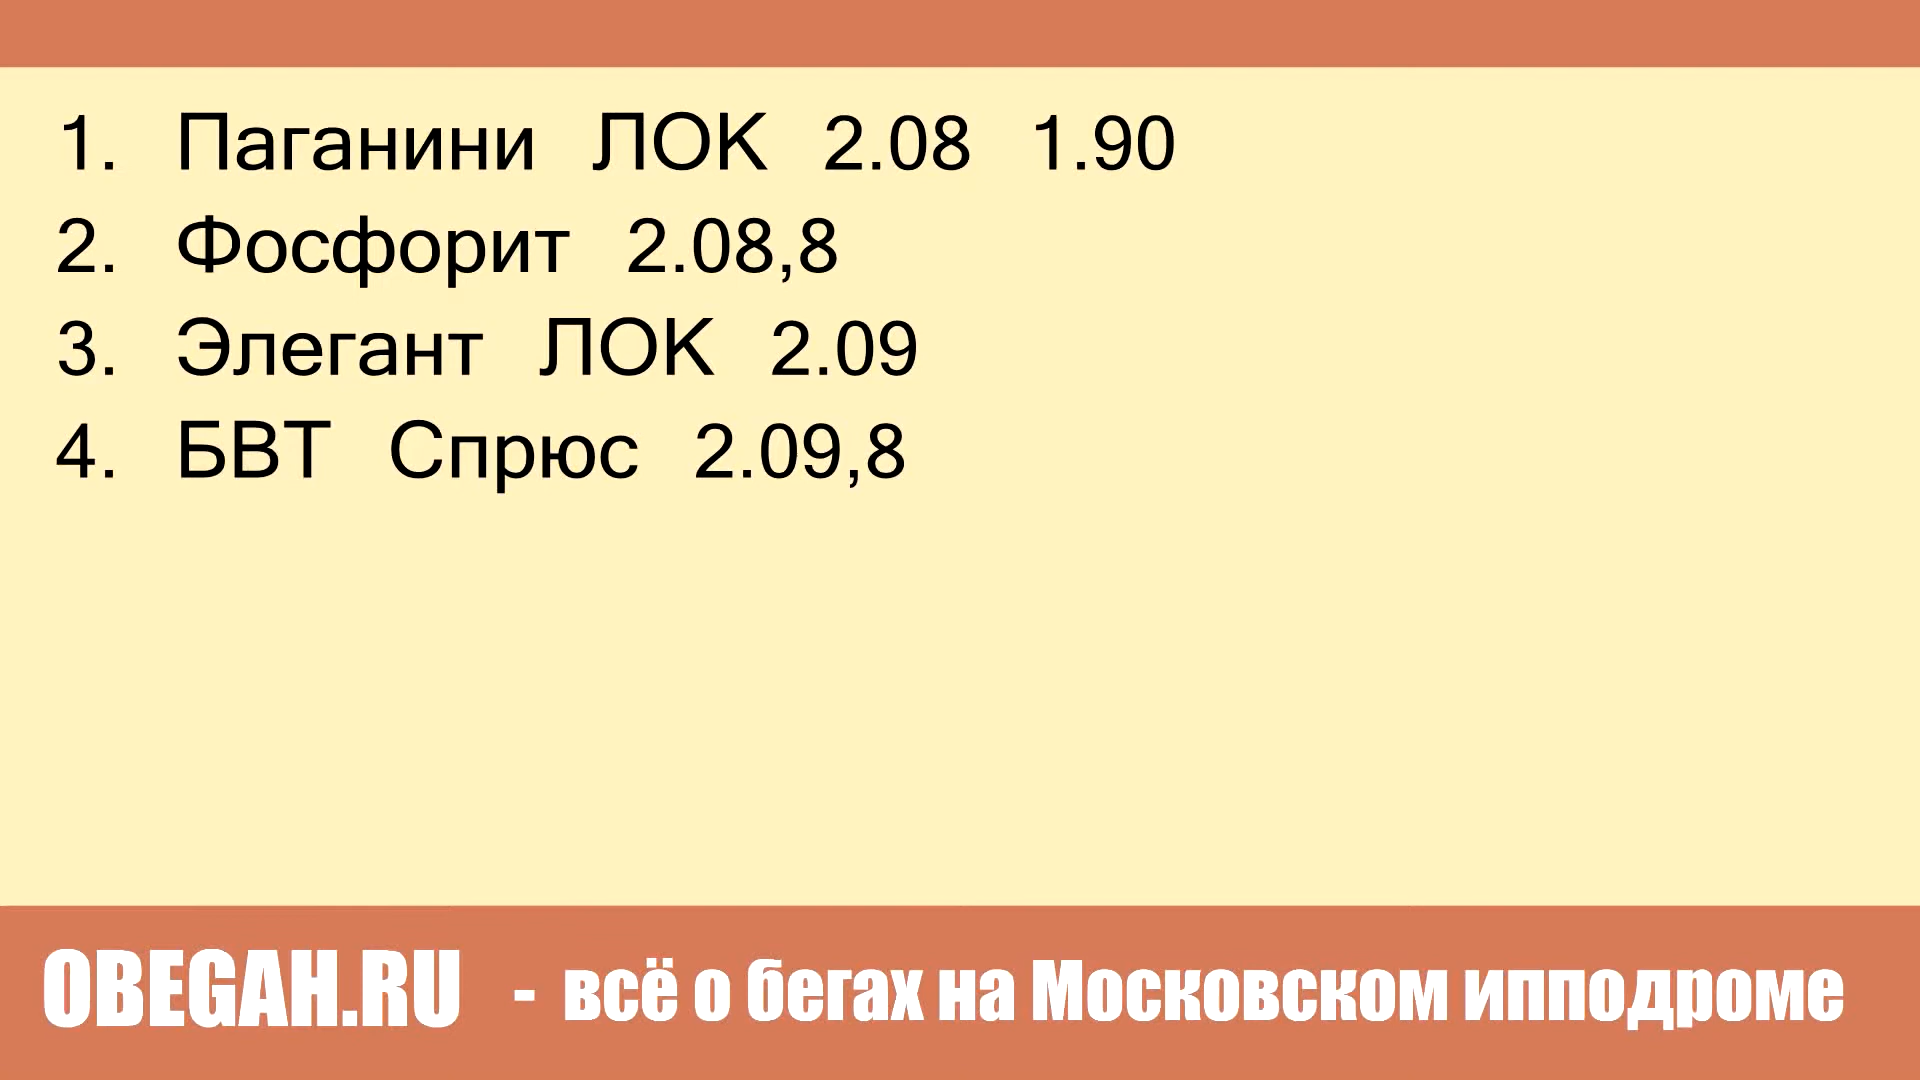 1. Паганини ЛОК 2.08 1.90
2. Фосфорит 2.08,8
3. Элегант ЛОК 2.09
4. БВТ Спрюс 2.09,8
OBEGAH.RU - всё о бегах на Московском ипподроме